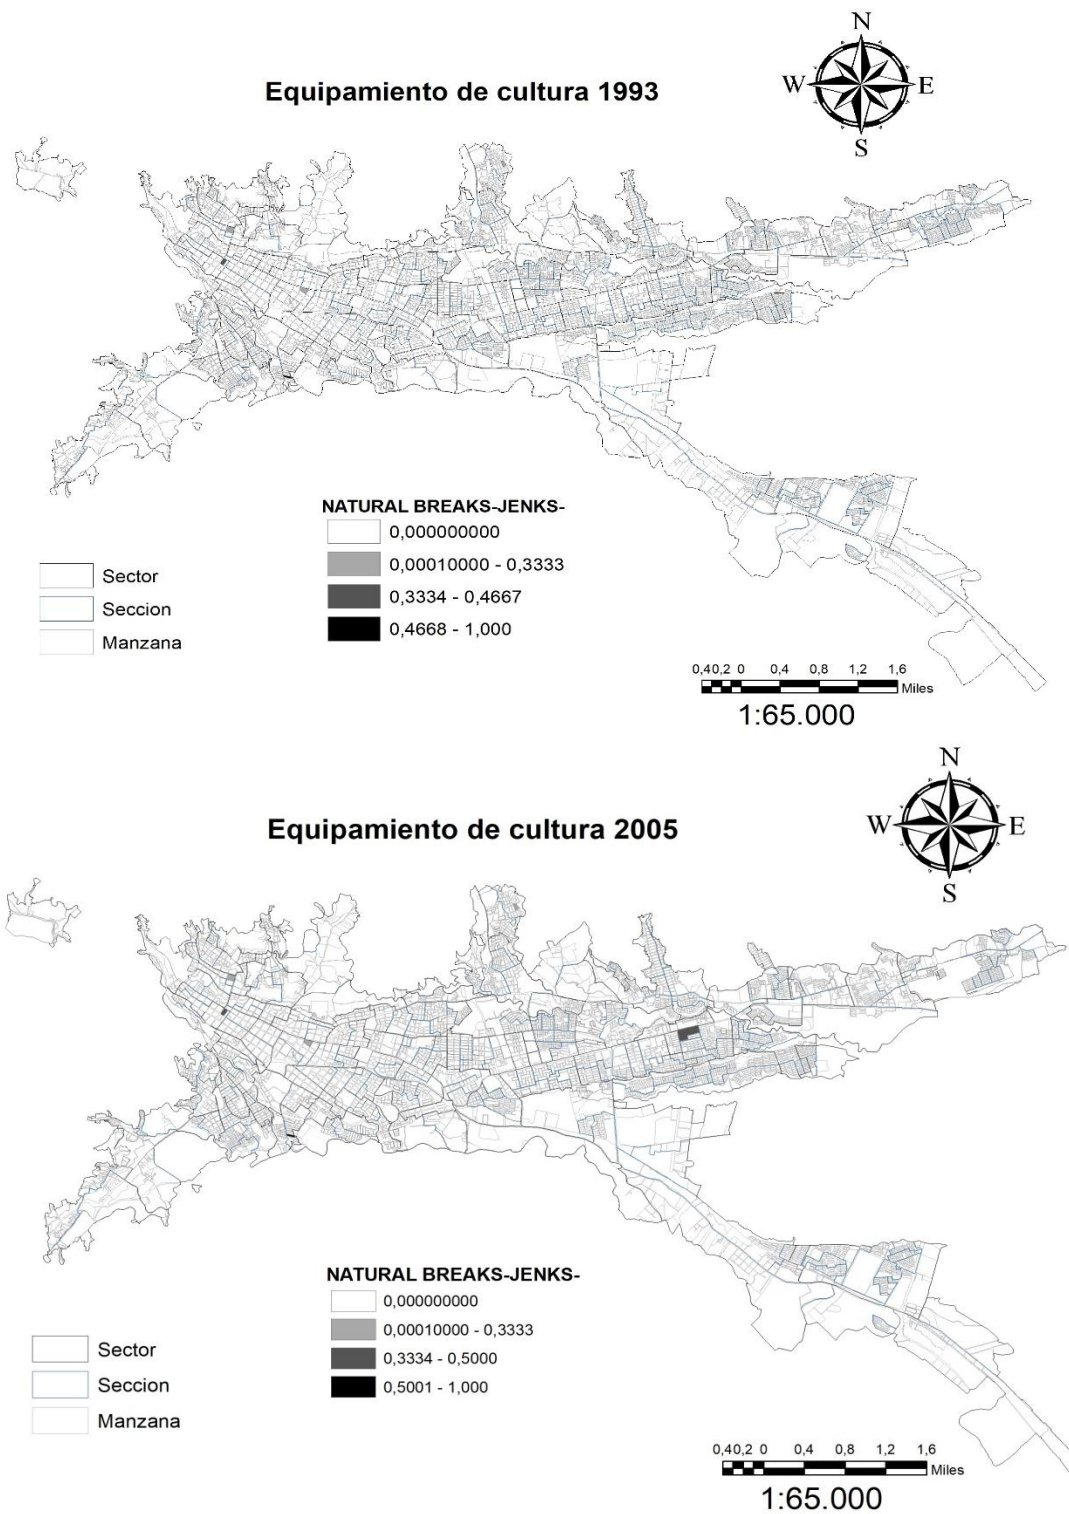 N
Equipamiento de cultura 1993
W E
S
NATURAL BREAKS-JENKS-
0,000000000
0,00010000 - 0,3333
0,3334 - 0,4667
0,4668 - 1,000
Sector
Seccion
Manzana
0,40,2 0 0,4 0,8 1,2 1,6
Miles
1:65.000
N
Equipamiento de cultura 2005
W E
S
NATURAL BREAKS-JENKS-
0,000000000
0,00010000 - 0,3333
0,3334 - 0,5000
0,5001 - 1,000
Sector
Seccion
Manzana
0,40,2 0 0,4 0,8 1,2 1,6
Miles
1:65.000